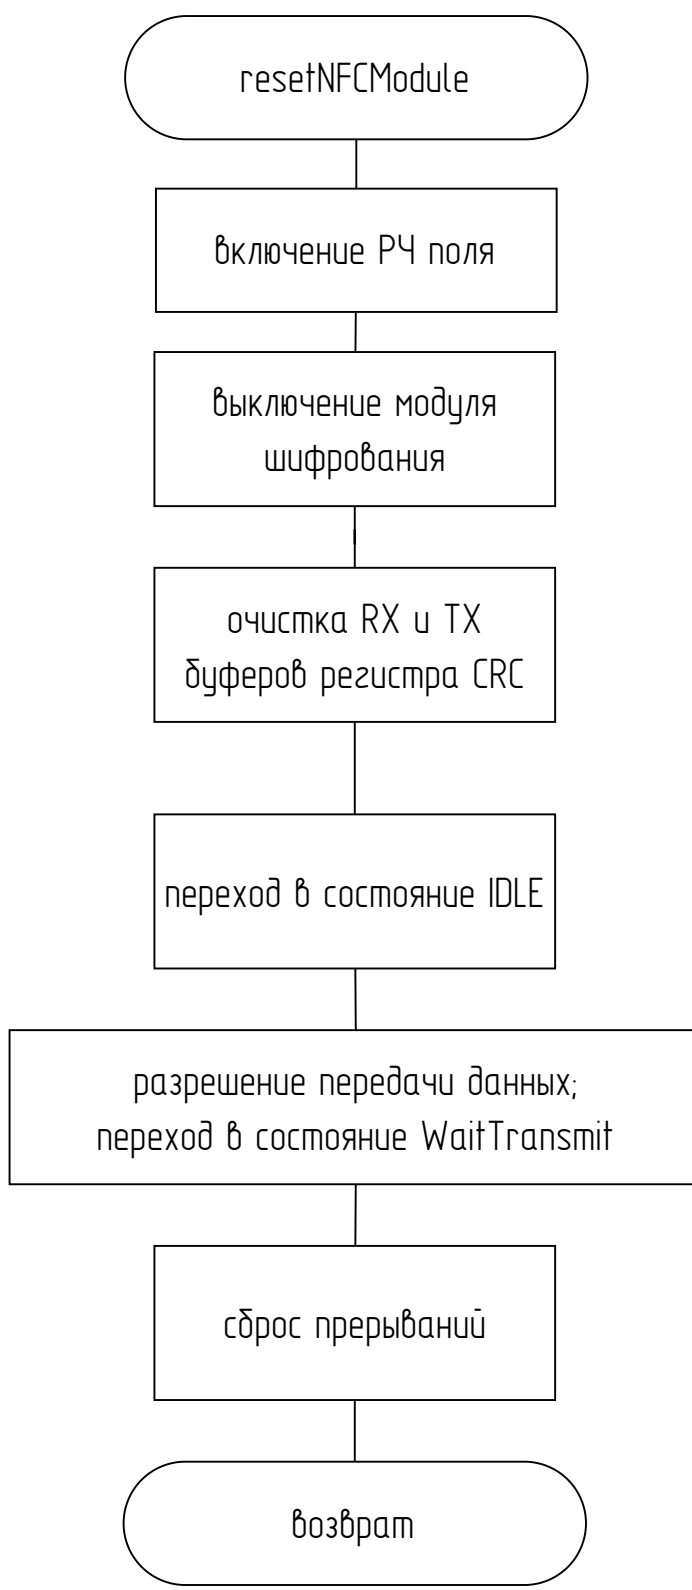 resetNFCModule
включение РЧ поля
выключение модуля
шифрования
очистка RX и TX
буферов регистра CRC
переход в состояние IDLE
разрешение передачи данных;
переход в состояние WaitTransmit
сброс прерываний
возврат